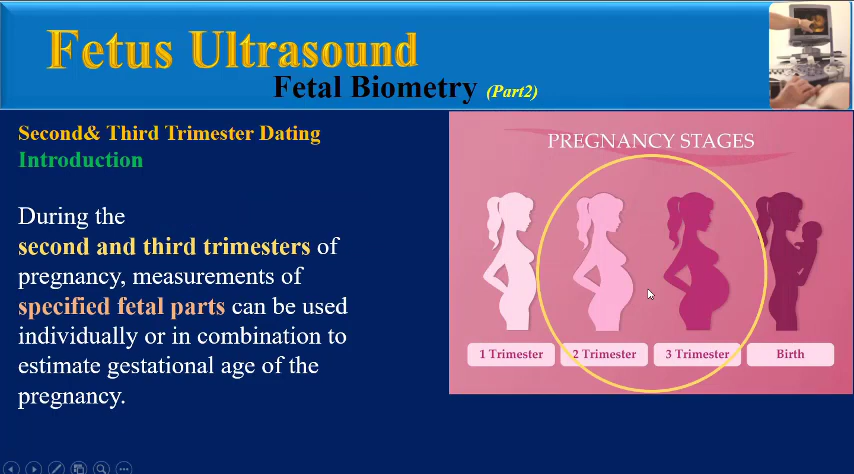 Fetus Ultrasound
Fetal Biometry (Part2)
Second& Third Trimester Dating
Introduction
During the
second and third trimesters of
pregnancy, measurements of
specified fetal parts can be used
individually or in combination to
estimate gestational age of the
pregnancy.
PREGNANCY STAGES
1 Trimester
2 Trimester
3 Trimester
Birth